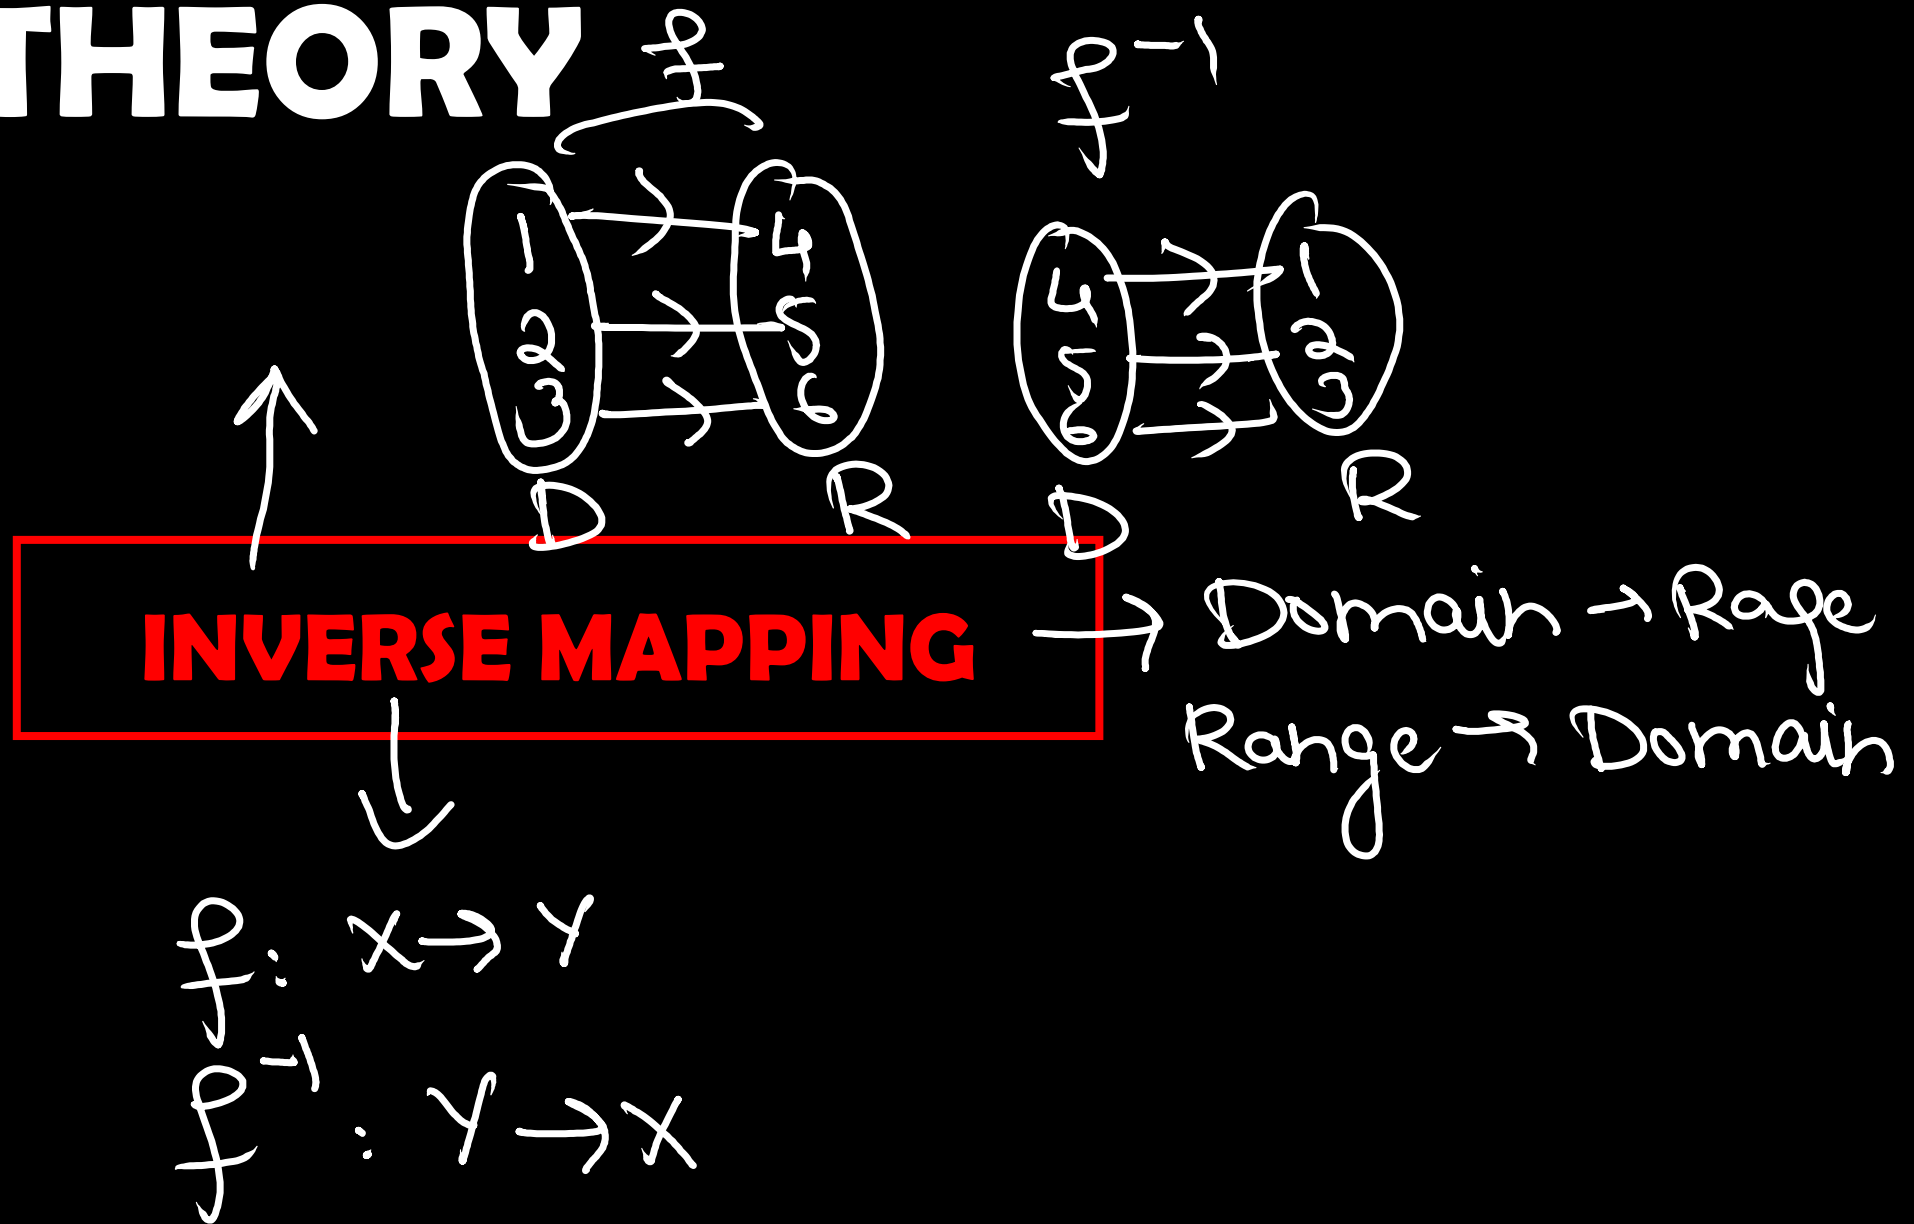 THEORY
f
f⁻¹
1 4
2 5
3 6
D R
4 1
5 2
6 3
D R
INVERSE MAPPING
→ Domain → Rage
Range → Domain
f: X → Y
f⁻¹: Y → X